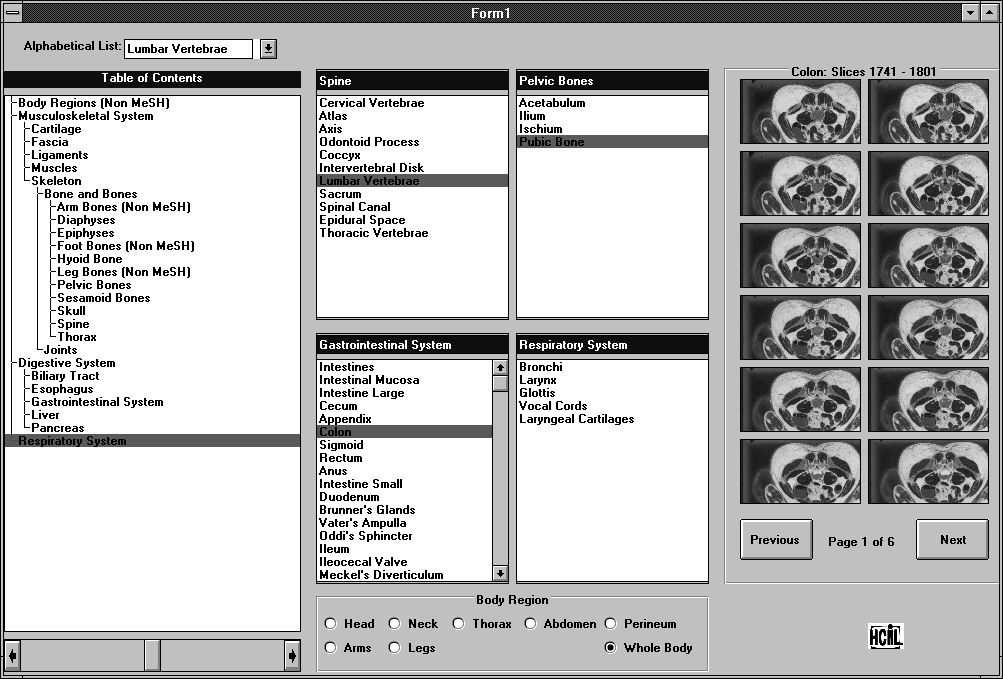 Form1
Alphabetical List: Lumbar Vertebrae
Table of Contents
Body Regions (Non MeSH)
Musculoskeletal System
Cartilage
Fascia
Ligaments
Muscles
Skeleton
Bone and Bones
Arm Bones (Non MeSH)
Diaphyses
Epiphyses
Foot Bones (Non MeSH)
Hyoid Bone
Leg Bones (Non MeSH)
Pelvic Bones
Sesamoid Bones
Skull
Spine
Thorax
Joints
Digestive System
Biliary Tract
Esophagus
Gastrointestinal System
Liver
Pancreas
Respiratory System
Spine
Cervical Vertebrae
Atlas
Axis
Odontoid Process
Coccyx
Intervertebral Disk
Lumbar Vertebrae
Sacrum
Spinal Canal
Epidural Space
Thoracic Vertebrae
Pelvic Bones
Acetabulum
Ilium
Ischium
Pubic Bone
Gastrointestinal System
Intestines
Intestinal Mucosa
Intestine Large
Cecum
Appendix
Colon
Sigmoid
Rectum
Anus
Intestine Small
Duodenum
Brunner's Glands
Vater's Ampulla
Oddi's Sphincter
Ileum
Ileocecal Valve
Meckel's Diverticulum
Respiratory System
Bronchi
Larynx
Glottis
Vocal Cords
Laryngeal Cartilages
Body Region
Head Neck Thorax Abdomen Perineum
Arms Legs Whole Body
Colon: Slices 1741 - 1801
Previous Page 1 of 6 Next
HCIL